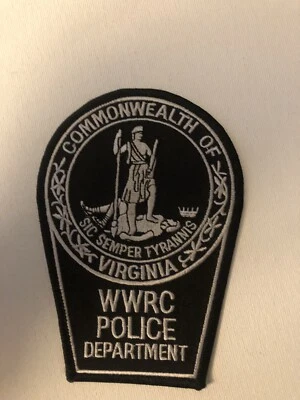 COMMONWEALTH OF
SIC SEMPER TYRANNIS
VIRGINIA
WWRC
POLICE
DEPARTMENT